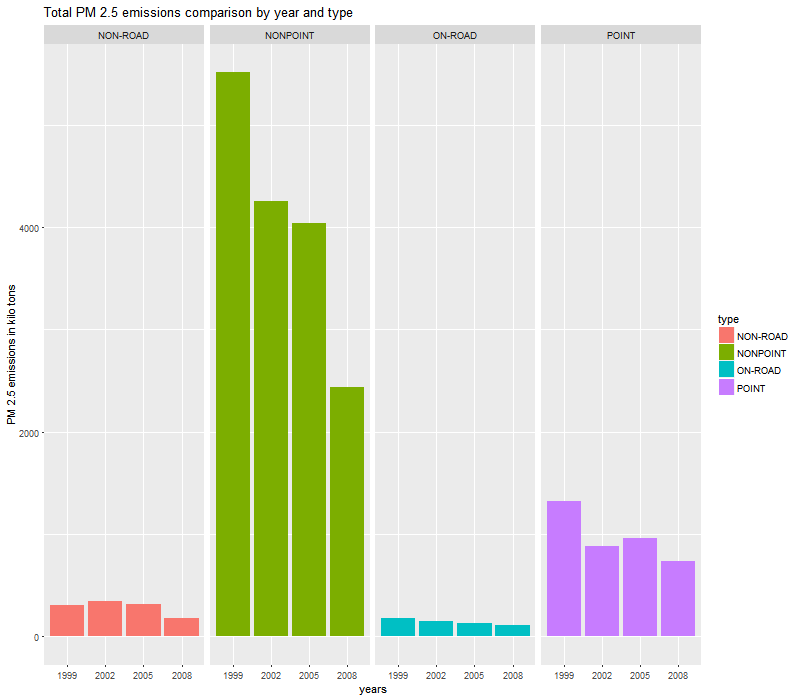 Total PM 2.5 emissions comparison by year and type
NON-ROAD NONPOINT ON-ROAD POINT
PM 2.5 emissions in kilo tons
4000
2000
0
1999 2002 2005 2008 1999 2002 2005 2008 1999 2002 2005 2008 1999 2002 2005 2008
years
type
NON-ROAD
NONPOINT
ON-ROAD
POINT